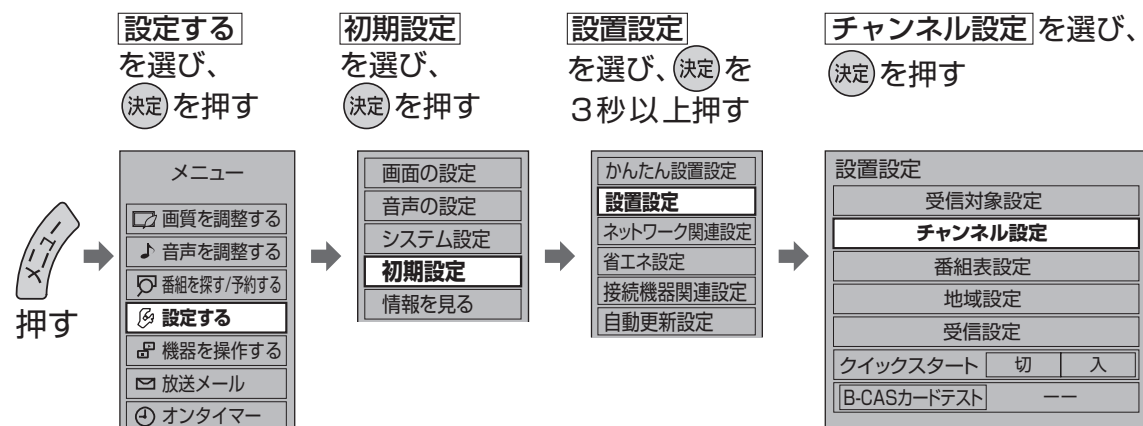 設定する
を選び、
決定を押す
初期設定
を選び、
決定を押す
設置設定
を選び、決定を
3秒以上押す
チャンネル設定を選び、
決定を押す
メニュー
押す
メニュー
画質を調整する
音声を調整する
番組を探す/予約する
設定する
機器を操作する
放送メール
オンタイマー
画面の設定
音声の設定
システム設定
初期設定
情報を見る
かんたん設置設定
設置設定
ネットワーク関連設定
省エネ設定
接続機器関連設定
自動更新設定
設置設定
受信対象設定
チャンネル設定
番組表設定
地域設定
受信設定
クイックスタート 切 入
B-CASカードテスト ーー